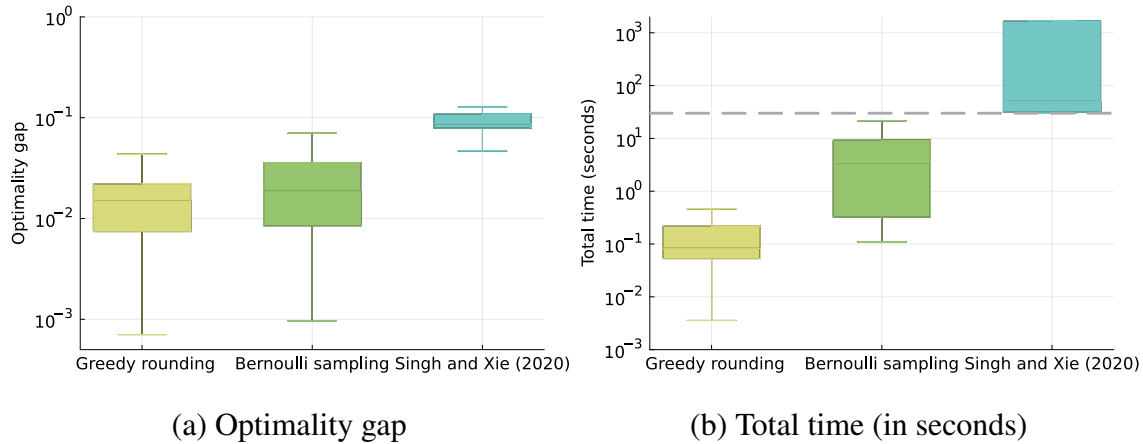 10^0
10^-1
10^-2
10^-3
Optimality gap
Greedy rounding Bernoulli sampling Singh and Xie (2020)
(a) Optimality gap
10^3
10^2
10^1
10^0
10^-1
10^-2
10^-3
Total time (seconds)
Greedy rounding Bernoulli sampling Singh and Xie (2020)
(b) Total time (in seconds)